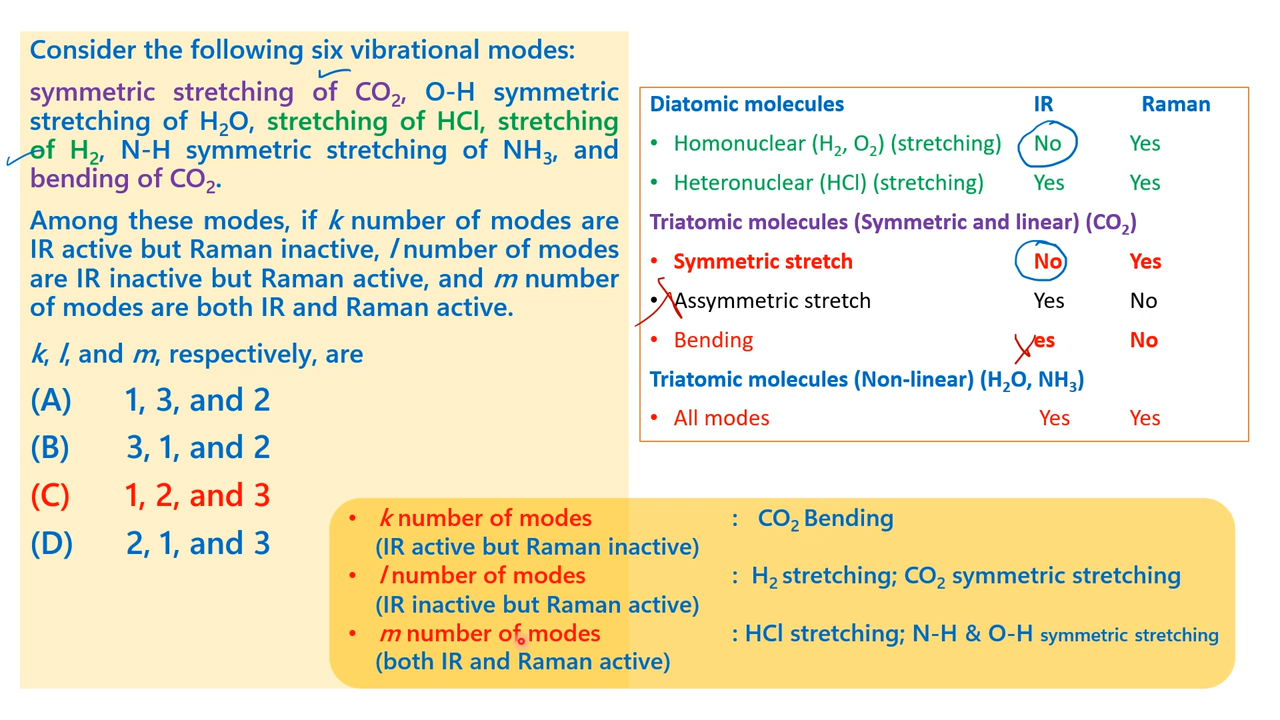 Consider the following six vibrational modes:
symmetric stretching of CO₂, O-H symmetric
stretching of H₂O, stretching of HCl, stretching
of H₂, N-H symmetric stretching of NH₃, and
bending of CO₂.
Among these modes, if k number of modes are
IR active but Raman inactive, l number of modes
are IR inactive but Raman active, and m number
of modes are both IR and Raman active.
k, l, and m, respectively, are
(A) 1, 3, and 2
(B) 3, 1, and 2
(C) 1, 2, and 3
(D) 2, 1, and 3
Diatomic molecules IR Raman
• Homonuclear (H₂, O₂) (stretching) No Yes
• Heteronuclear (HCl) (stretching) Yes Yes
Triatomic molecules (Symmetric and linear) (CO₂)
• Symmetric stretch No Yes
• Assymmetric stretch Yes No
• Bending Yes No
Triatomic molecules (Non-linear) (H₂O, NH₃)
• All modes Yes Yes
• k number of modes : CO₂ Bending
(IR active but Raman inactive)
• l number of modes : H₂ stretching; CO₂ symmetric stretching
(IR inactive but Raman active)
• m number of modes : HCl stretching; N-H & O-H symmetric stretching
(both IR and Raman active)